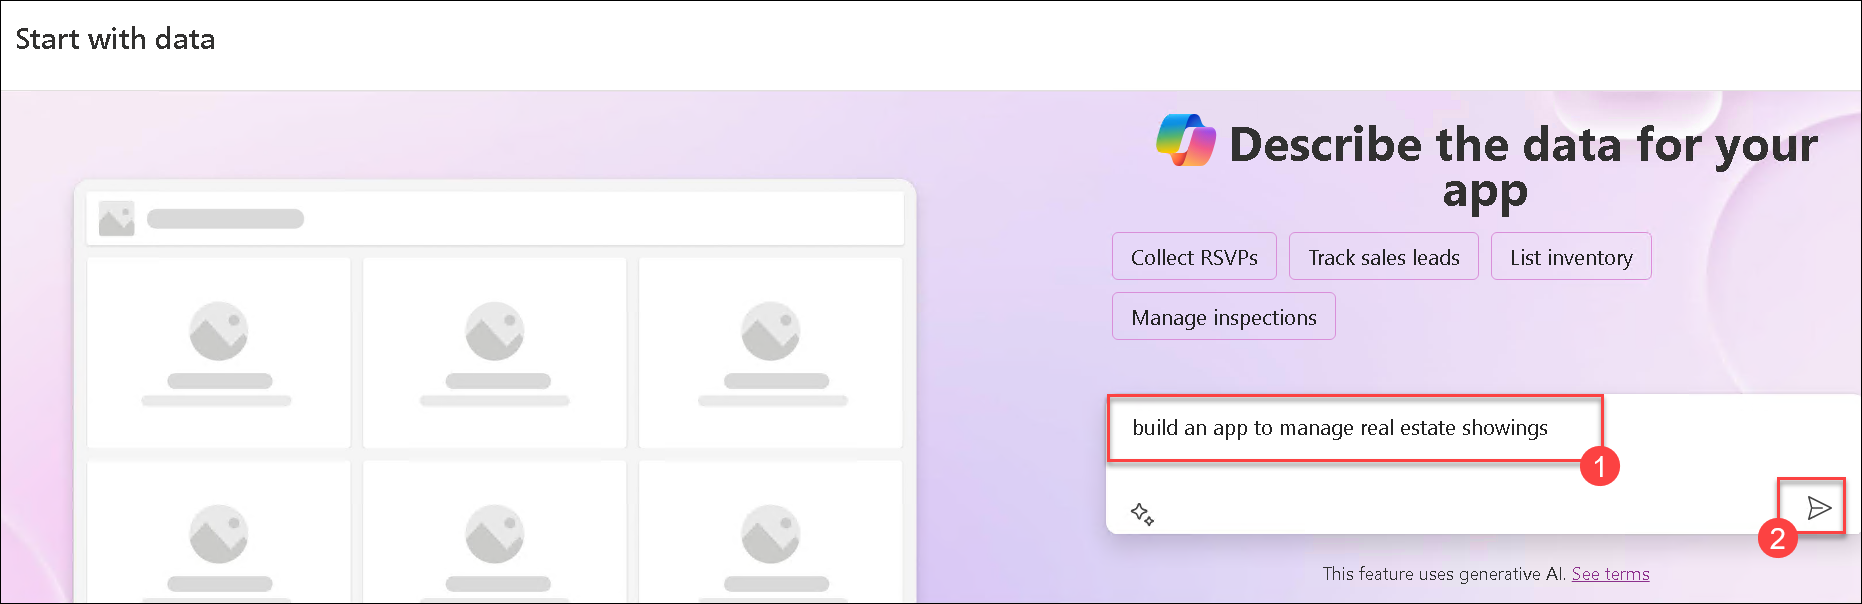 Start with data
Describe the data for your
app
Collect RSVPs
Track sales leads
List inventory
Manage inspections
build an app to manage real estate showings
1
2
This feature uses generative AI. See terms